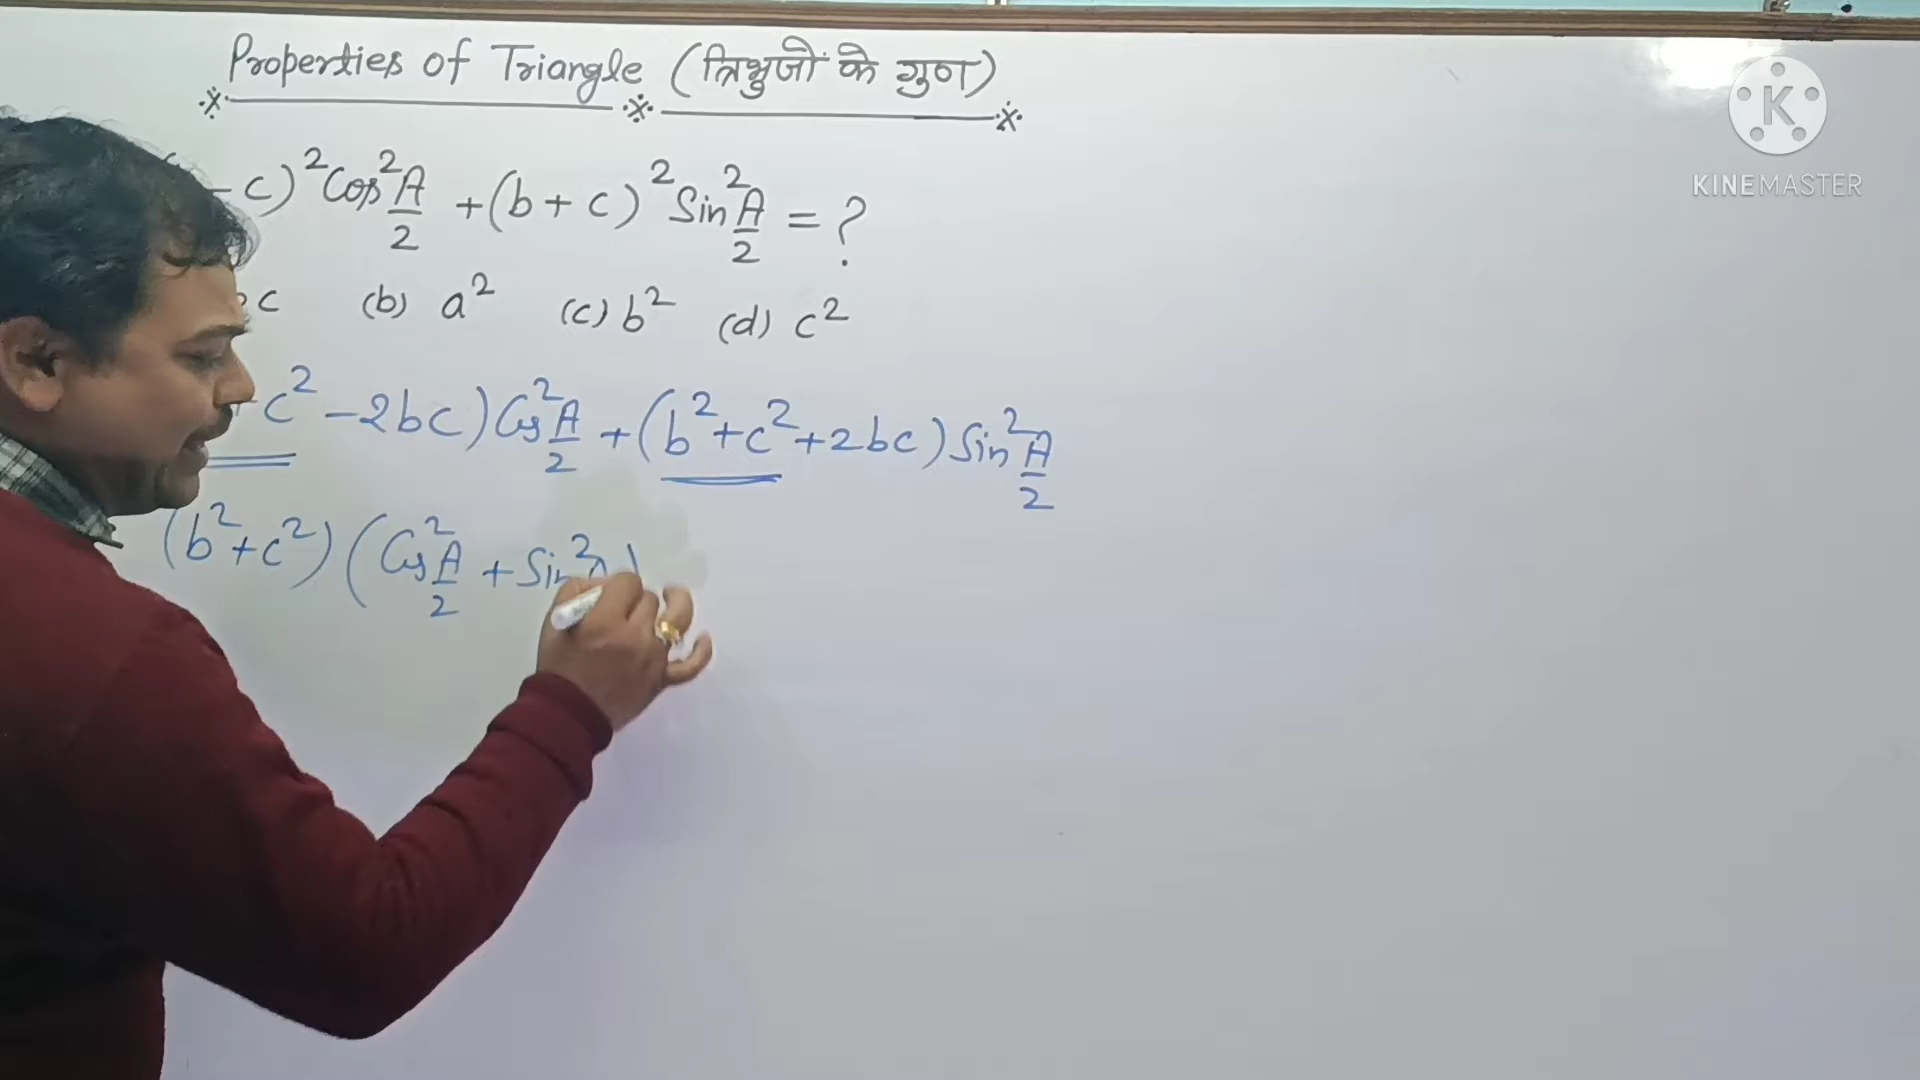 Properties of Triangle (त्रिभुजों के गुण)
- c)² Cos² A/2 + (b + c)² Sin² A/2 = ?
c (b) a² (c) b² (d) c²
c² - 2bc) Cos² A/2 + (b² + c² + 2bc) Sin² A/2
(b² + c²) (Cos² A/2 + Sin²
K
KINEMASTER